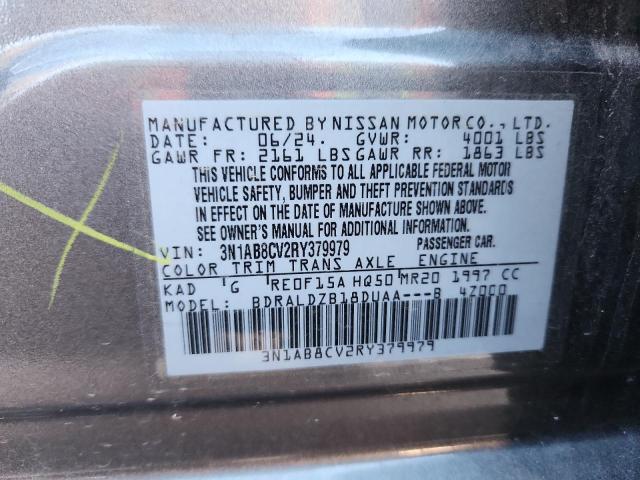 MANUFACTURED BY NISSAN MOTOR CO., LTD.
DATE: 06/24. GVWR: 4001 LBS
GAWR FR: 2161 LBS GAWR RR: 1863 LBS
THIS VEHICLE CONFORMS TO ALL APPLICABLE FEDERAL MOTOR
VEHICLE SAFETY, BUMPER AND THEFT PREVENTION STANDARDS
IN EFFECT ON THE DATE OF MANUFACTURE SHOWN ABOVE.
SEE OWNER'S MANUAL FOR ADDITIONAL INFORMATION.
VIN: 3N1AB8CV2RY379979 PASSENGER CAR.
COLOR TRIM TRANS AXLE ENGINE
KAD G RE0F15A HQ50 MR20 1997 CC
MODEL: BDRALDZB18DUAA---B 47000
3N1AB8CV2RY379979